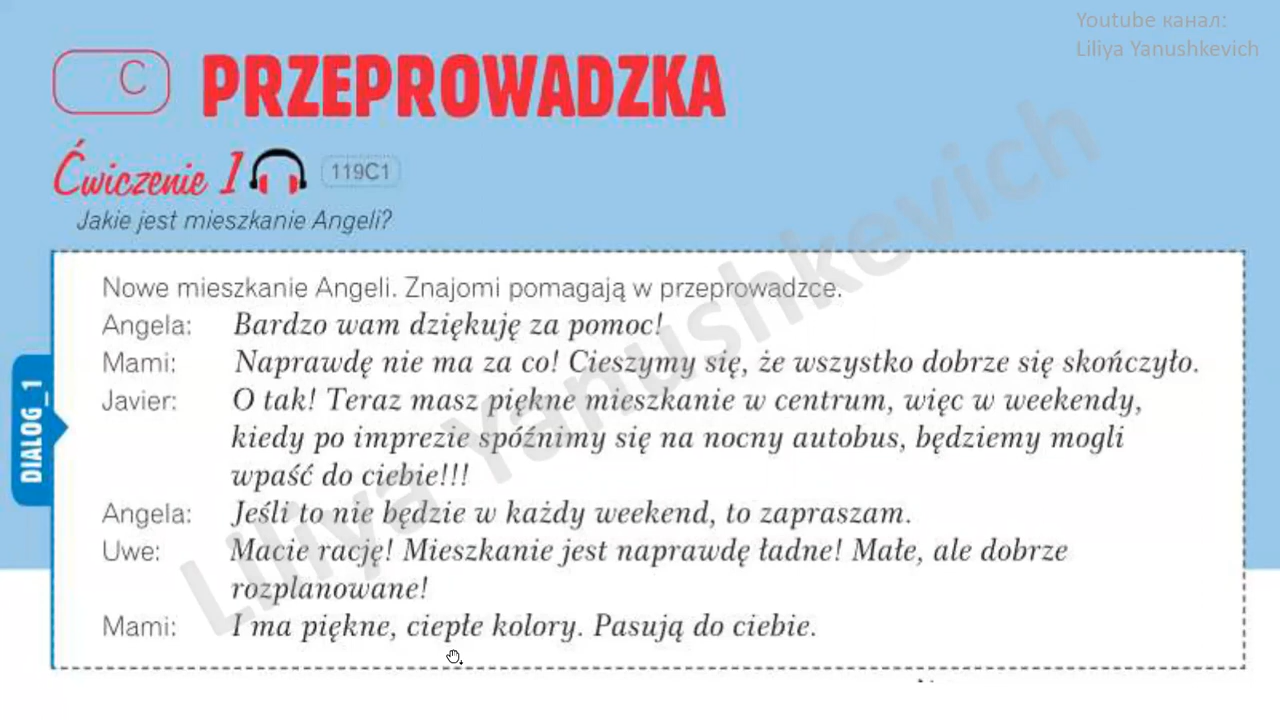 Youtube канал:
Liliya Yanushkevich
C PRZEPROWADZKA
Ćwiczenie 1 119C1
Jakie jest mieszkanie Angeli?
Nowe mieszkanie Angeli. Znajomi pomagają w przeprowadzce.
Angela: Bardzo wam dziękuję za pomoc!
Mami: Naprawdę nie ma za co! Cieszymy się, że wszystko dobrze się skończyło.
Javier: O tak! Teraz masz piękne mieszkanie w centrum, więc w weekendy,
kiedy po imprezie spóźnimy się na nocny autobus, będziemy mogli
wpaść do ciebie!!!
Angela: Jeśli to nie będzie w każdy weekend, to zapraszam.
Uwe: Macie rację! Mieszkanie jest naprawdę ładne! Małe, ale dobrze
rozplanowane!
Mami: I ma piękne, ciepłe kolory. Pasują do ciebie.
DIALOG_1
Liliya Yanushkevich